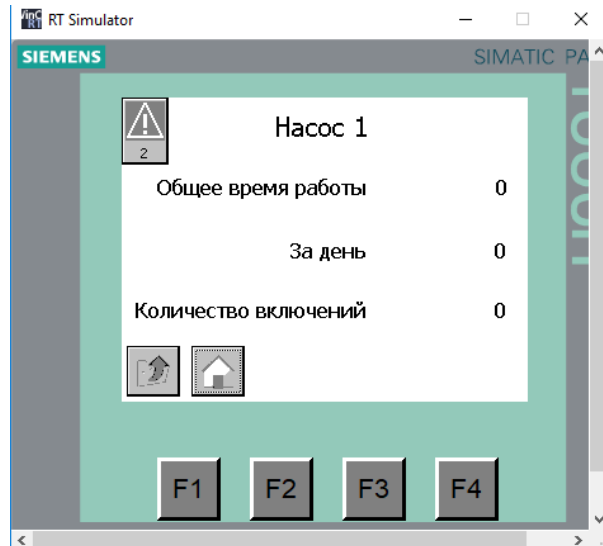 RT Simulator
SIEMENS
SIMATIC PA
TOUCH
2
Насос 1
Общее время работы 0
За день 0
Количество включений 0
F1 F2 F3 F4